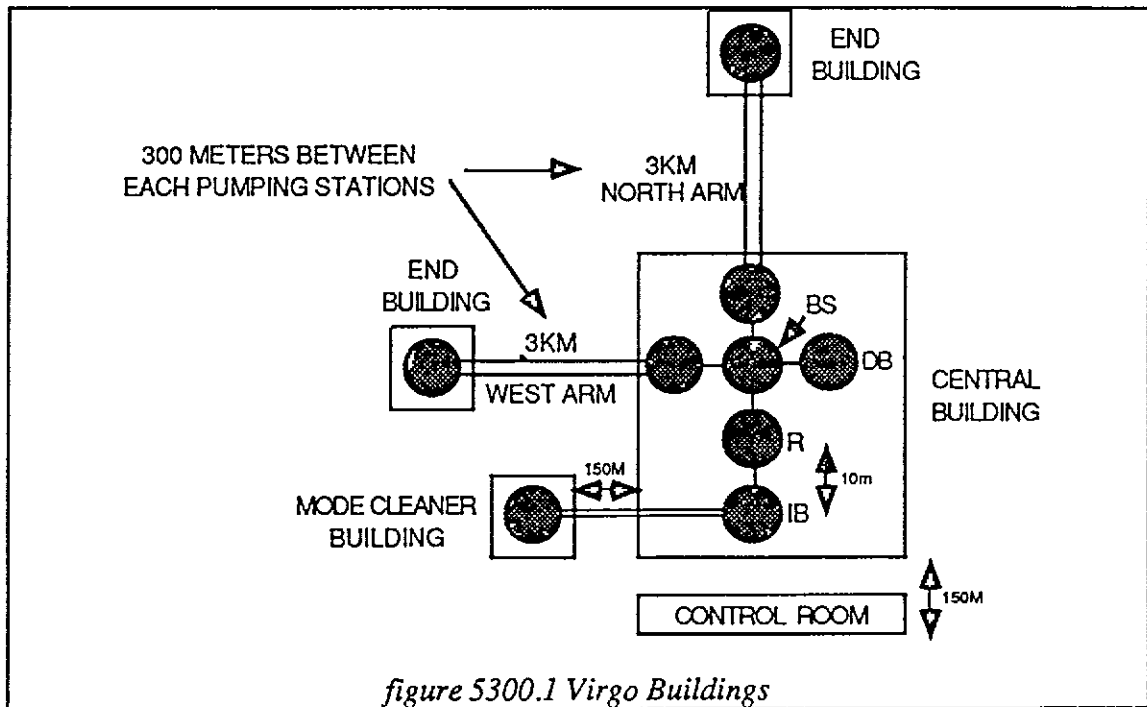 END
BUILDING
300 METERS BETWEEN
EACH PUMPING STATIONS
3KM
NORTH ARM
END
BUILDING
BS
3KM
DB
WEST ARM
CENTRAL
BUILDING
R
150M
10m
MODE CLEANER
BUILDING
IB
150M
CONTROL ROOM
figure 5300.1 Virgo Buildings